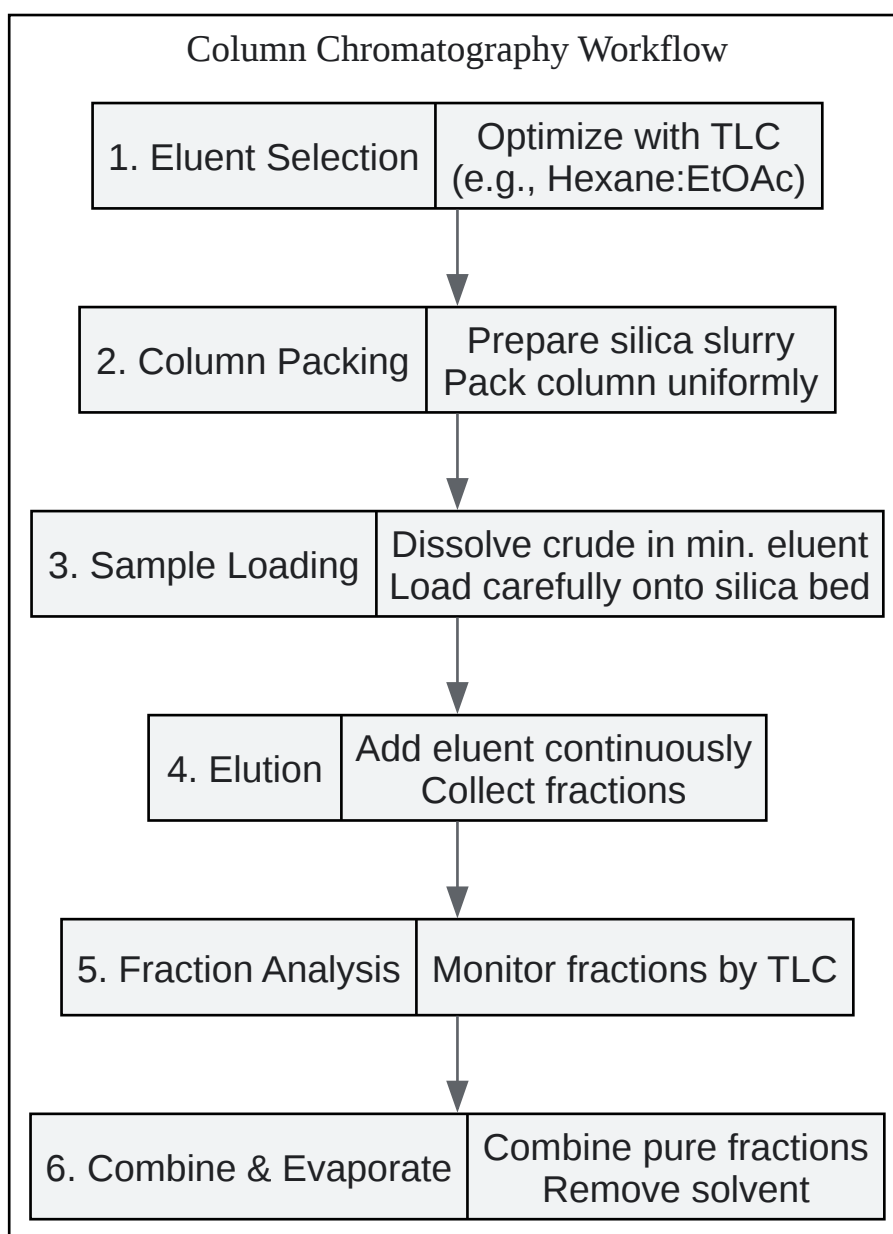 Column Chromatography Workflow
1. Eluent Selection
Optimize with TLC
(e.g., Hexane:EtOAc)
2. Column Packing
Prepare silica slurry
Pack column uniformly
3. Sample Loading
Dissolve crude in min. eluent
Load carefully onto silica bed
4. Elution
Add eluent continuously
Collect fractions
5. Fraction Analysis
Monitor fractions by TLC
6. Combine & Evaporate
Combine pure fractions
Remove solvent